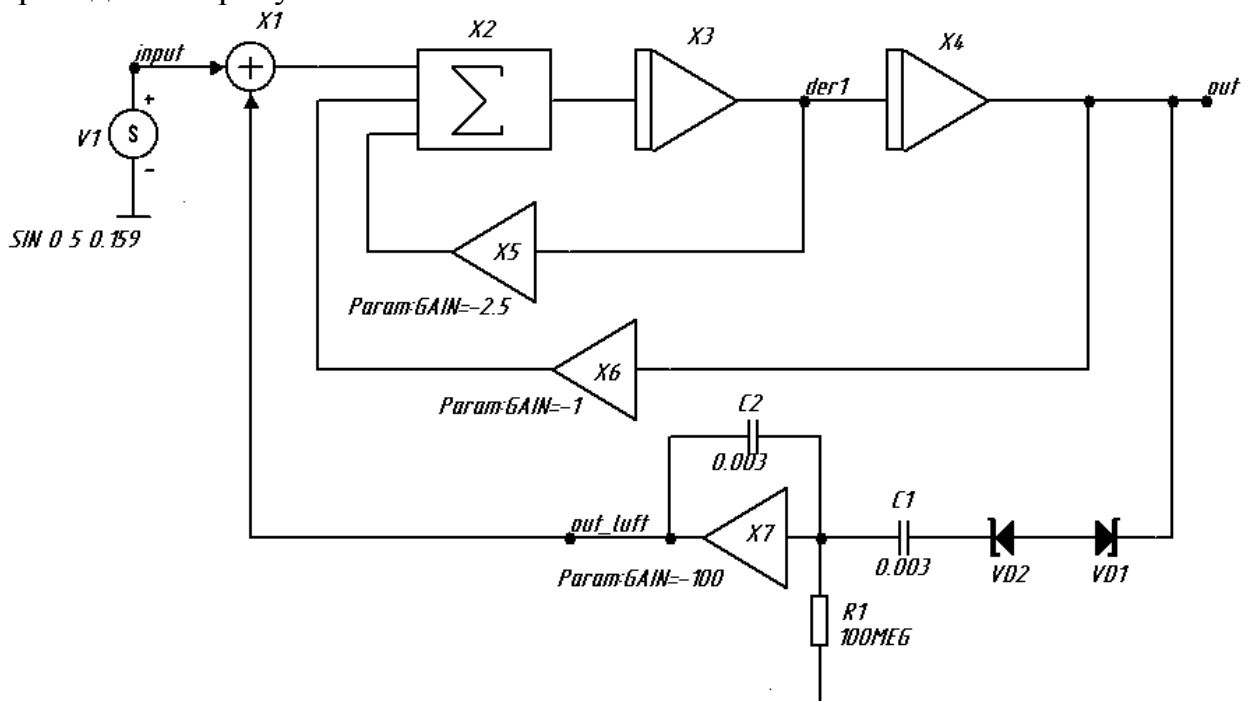 X1
X2
X3
X4
input
der1
out
+
V1
S
-
SIN 0 5 0.159
X5
Param:GAIN=-2.5
X6
Param:GAIN=-1
C2
0.003
C1
0.003
out_luft
X7
VD2
VD1
Param:GAIN=-100
R1
100MEG